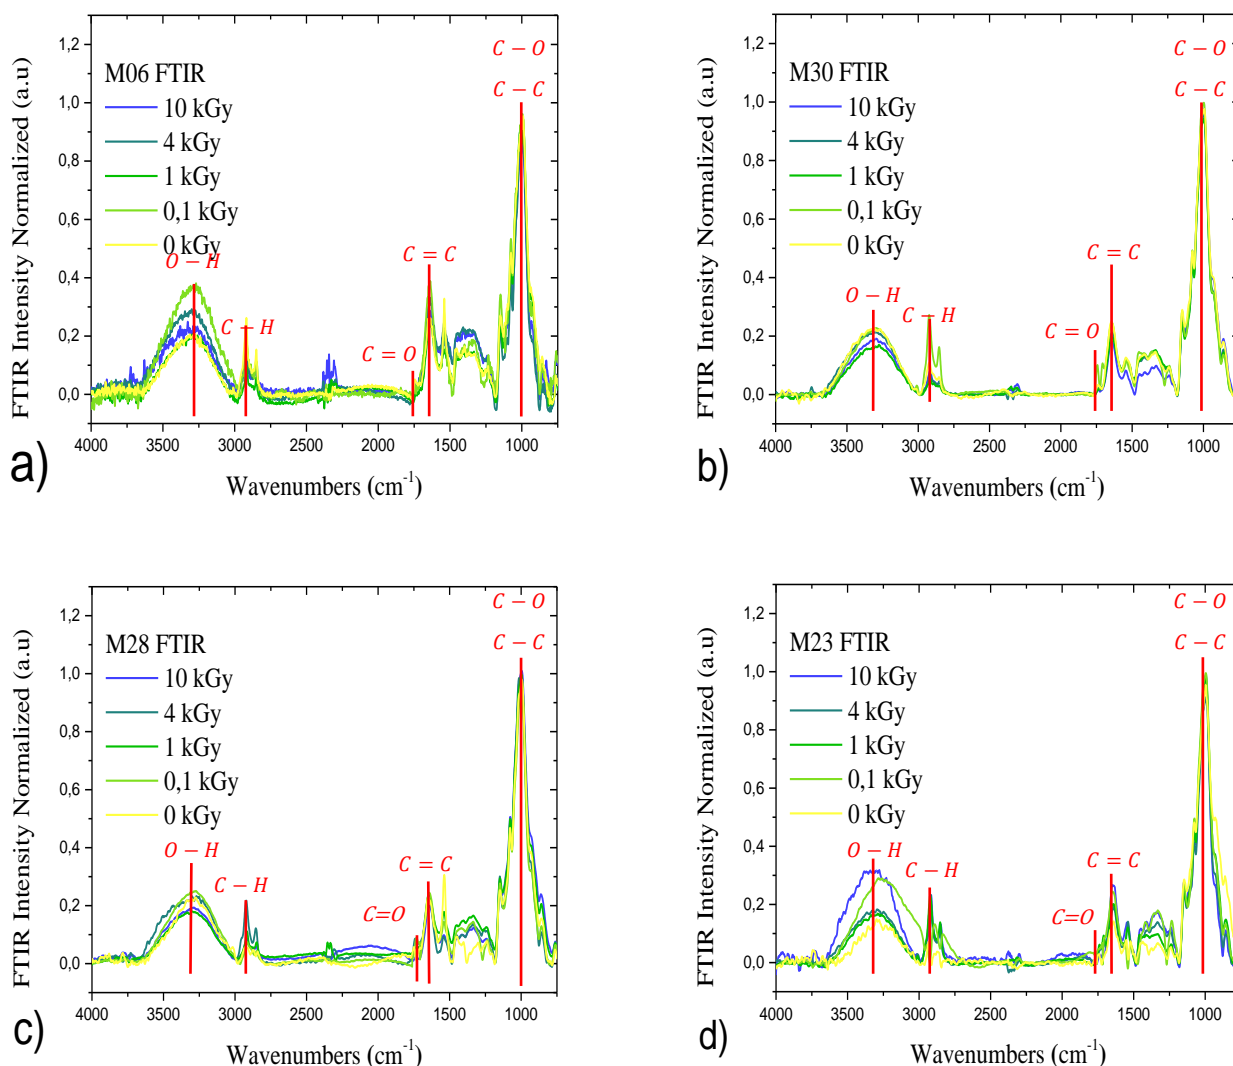 C − O
C − C
M06 FTIR
10 kGy
4 kGy
1 kGy
0,1 kGy
0 kGy
O − H
C − H
C = O
C = C
1,2
1,0
0,8
0,6
0,4
0,2
0,0
FTIR Intensity Normalized (a.u)
4000 3500 3000 2500 2000 1500 1000
Wavenumbers (cm-1)
a)
C − O
C − C
M30 FTIR
10 kGy
4 kGy
1 kGy
0,1 kGy
0 kGy
O − H
C − H
C = O
C = C
1,2
1,0
0,8
0,6
0,4
0,2
0,0
FTIR Intensity Normalized (a.u)
4000 3500 3000 2500 2000 1500 1000
Wavenumbers (cm-1)
b)
C − O
C − C
M28 FTIR
10 kGy
4 kGy
1 kGy
0,1 kGy
0 kGy
O − H
C − H
C=O
C = C
1,2
1,0
0,8
0,6
0,4
0,2
0,0
FTIR Intensity Normalized (a.u)
4000 3500 3000 2500 2000 1500 1000
Wavenumbers (cm-1)
c)
C − O
C − C
M23 FTIR
10 kGy
4 kGy
1 kGy
0,1 kGy
0 kGy
O − H
C − H
C=O
C = C
1,2
1,0
0,8
0,6
0,4
0,2
0,0
FTIR Intensity Normalized (a.u)
4000 3500 3000 2500 2000 1500 1000
Wavenumbers (cm-1)
d)